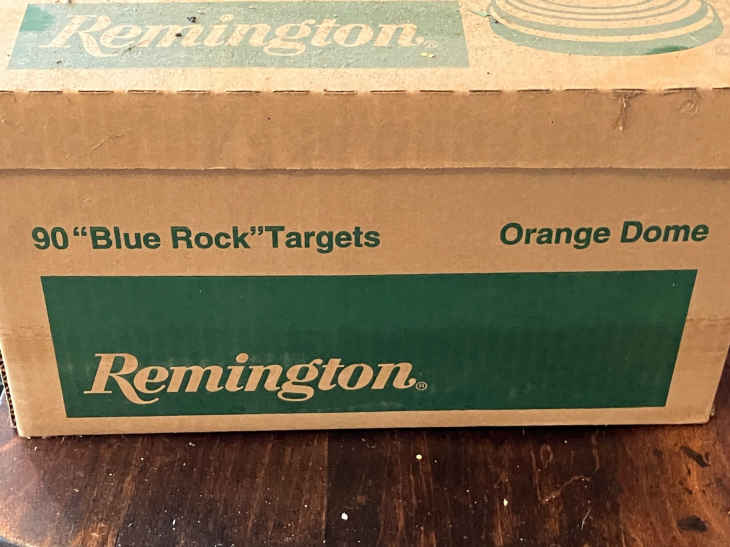 Remington®
90 "Blue Rock" Targets Orange Dome
Remington®